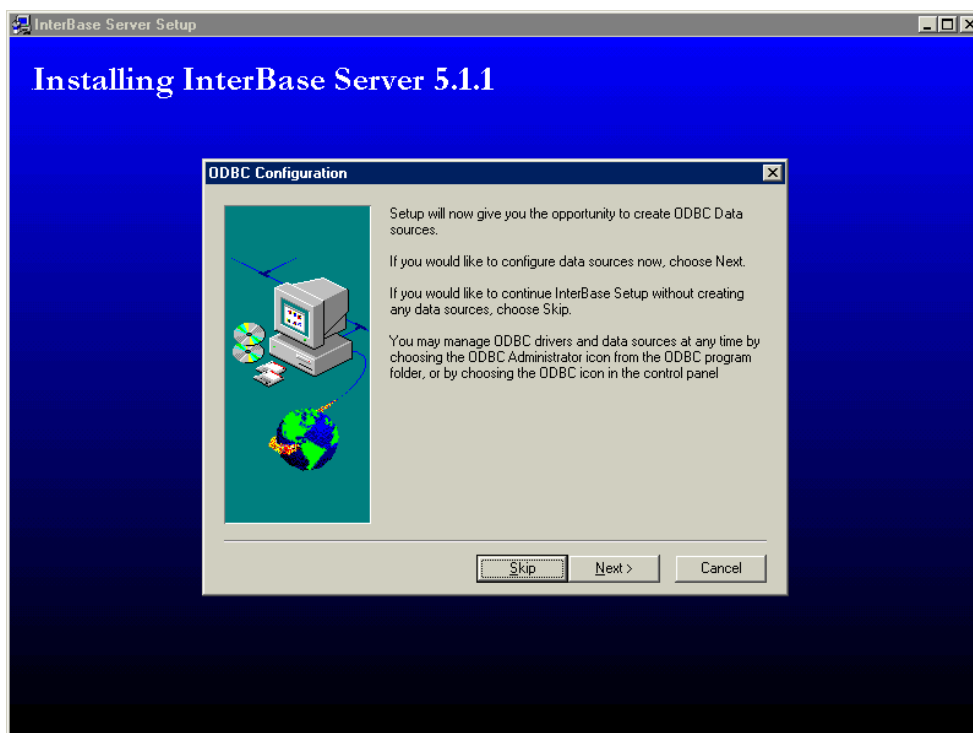 InterBase Server Setup
Installing InterBase Server 5.1.1
ODBC Configuration
Setup will now give you the opportunity to create ODBC Data
sources.
If you would like to configure data sources now, choose Next.
If you would like to continue InterBase Setup without creating
any data sources, choose Skip.
You may manage ODBC drivers and data sources at any time by
choosing the ODBC Administrator icon from the ODBC program
folder, or by choosing the ODBC icon in the control panel
Skip
Next >
Cancel